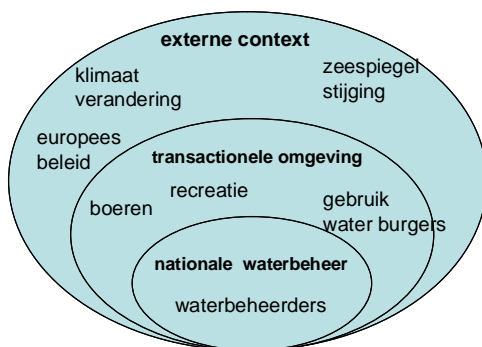 externe context
klimaat
verandering
zeespiegel
stijging
europees
beleid
transactionele omgeving
recreatie
boeren
gebruik
water burgers
nationale waterbeheer
waterbeheerders